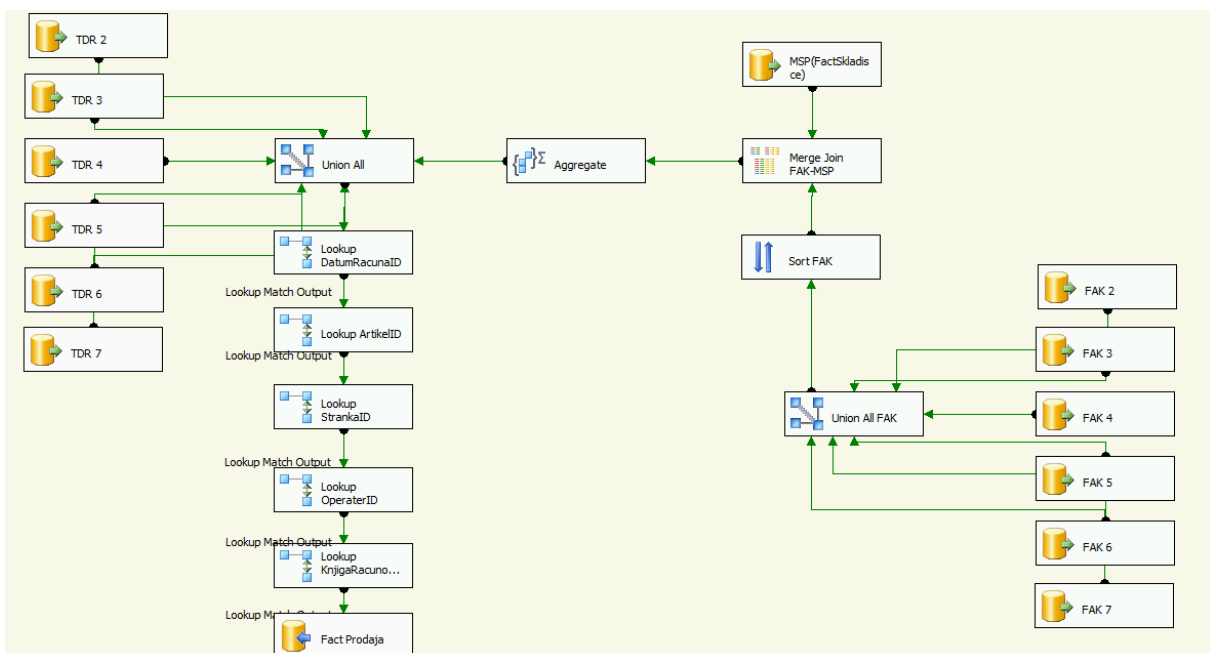 TDR 2
TDR 3
TDR 4
TDR 5
TDR 6
TDR 7
Union All
Lookup
DatumRacunaID
Lookup Match Output
Lookup ArtikelID
Lookup Match Output
Lookup
StrankaID
Lookup Match Output
Lookup
OperaterID
Lookup Match Output
Lookup
KnjigaRacuno...
Lookup Match Output
Fact Prodaja
Aggregate
MSP(FactSkladis
ce)
Merge Join
FAK-MSP
Sort FAK
Union All FAK
FAK 2
FAK 3
FAK 4
FAK 5
FAK 6
FAK 7